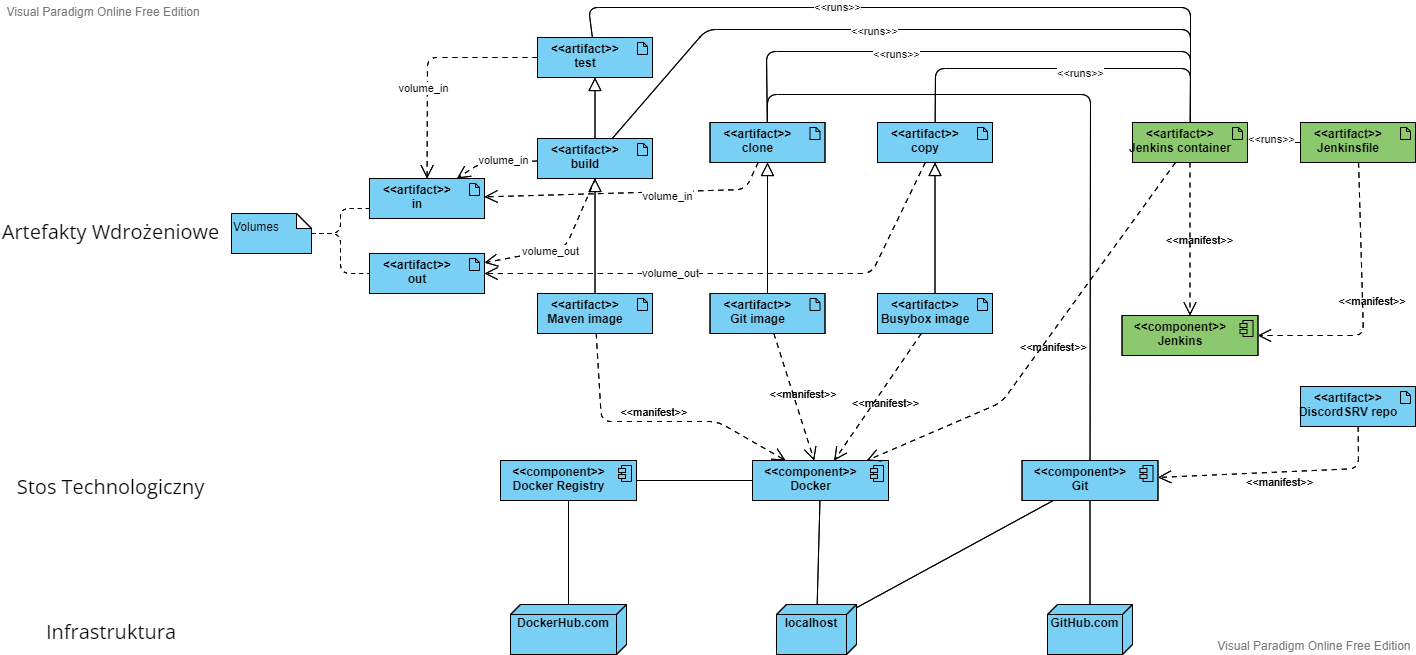 Visual Paradigm Online Free Edition
<<runs>>
<<runs>>
<<runs>>
<<runs>>
<<artifact>>
test
volume_in
<<artifact>>
clone
<<artifact>>
copy
<<artifact>>
Jenkins container
<<runs>>
<<artifact>>
Jenkinsfile
<<artifact>>
build
volume_in
<<artifact>>
in
volume_in
Artefakty Wdrożeniowe
Volumes
<<manifest>>
volume_out
<<artifact>>
out
volume_out
<<artifact>>
Maven image
<<artifact>>
Git image
<<artifact>>
Busybox image
<<manifest>>
<<component>>
Jenkins
<<manifest>>
<<manifest>>
<<manifest>>
<<manifest>>
<<artifact>>
DiscordSRV repo
Stos Technologiczny
<<component>>
Docker Registry
<<component>>
Docker
<<component>>
Git
<<manifest>>
Infrastruktura
DockerHub.com
localhost
GitHub.com
Visual Paradigm Online Free Edition